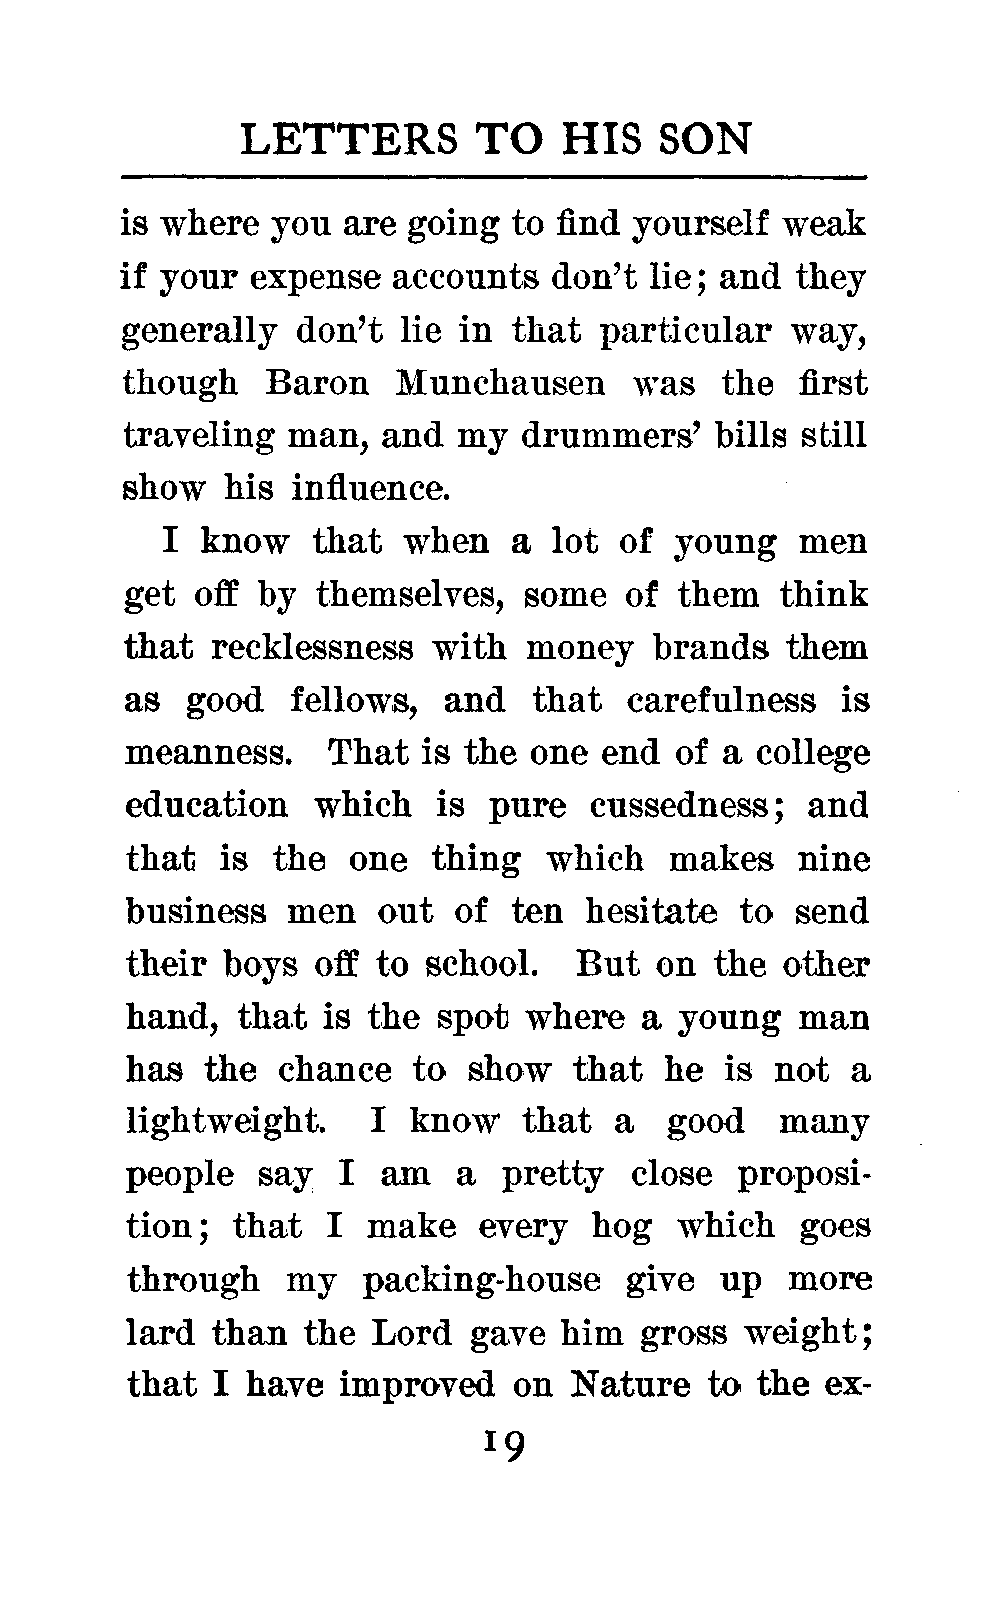 LETTERS TO HIS SON
is where you are going to find yourself weak
if your expense accounts don't lie; and they
generally don't lie in that particular way,
though Baron Munchausen was the first
traveling man, and my drummers' bills still
show his influence.
I know that when a lot of young men
get off by themselves, some of them think
that recklessness with money brands them
as good fellows, and that carefulness is
meanness. That is the one end of a college
education which is pure cussedness; and
that is the one thing which makes nine
business men out of ten hesitate to send
their boys off to school. But on the other
hand, that is the spot where a young man
has the chance to show that he is not a
lightweight. I know that a good many
people say I am a pretty close proposi-
tion; that I make every hog which goes
through my packing-house give up more
lard than the Lord gave him gross weight;
that I have improved on Nature to the ex-
19